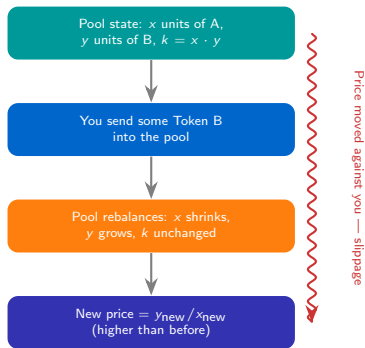 Pool state: x units of A,
y units of B, k = x · y
You send some Token B
into the pool
Pool rebalances: x shrinks,
y grows, k unchanged
New price = y_new/x_new
(higher than before)
Price moved against you — slippage